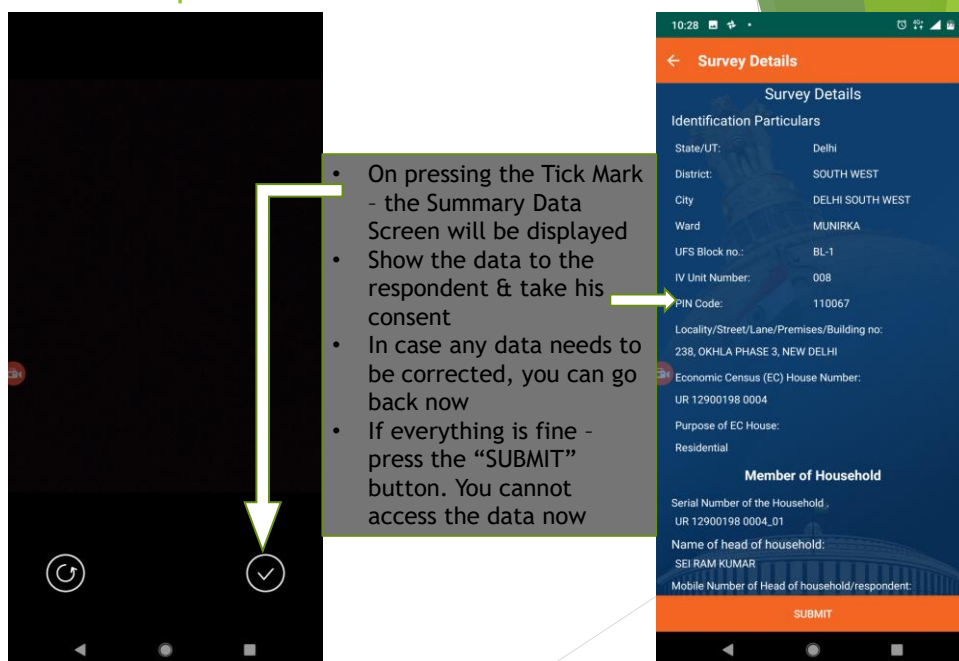 • On pressing the Tick Mark
– the Summary Data
Screen will be displayed
• Show the data to the
respondent & take his
consent
• In case any data needs to
be corrected, you can go
back now
• If everything is fine –
press the “SUBMIT”
button. You cannot
access the data now
10:28
Survey Details
Survey Details
Identification Particulars
State/UT: Delhi
District: SOUTH WEST
City DELHI SOUTH WEST
Ward MUNIRKA
UFS Block no.: BL-1
IV Unit Number: 008
PIN Code: 110067
Locality/Street/Lane/Premises/Building no:
238, OKHLA PHASE 3, NEW DELHI
Economic Census (EC) House Number:
UR 12900198 0004
Purpose of EC House:
Residential
Member of Household
Serial Number of the Household .
UR 12900198 0004_01
Name of head of household:
SEI RAM KUMAR
Mobile Number of Head of household/respondent:
SUBMIT